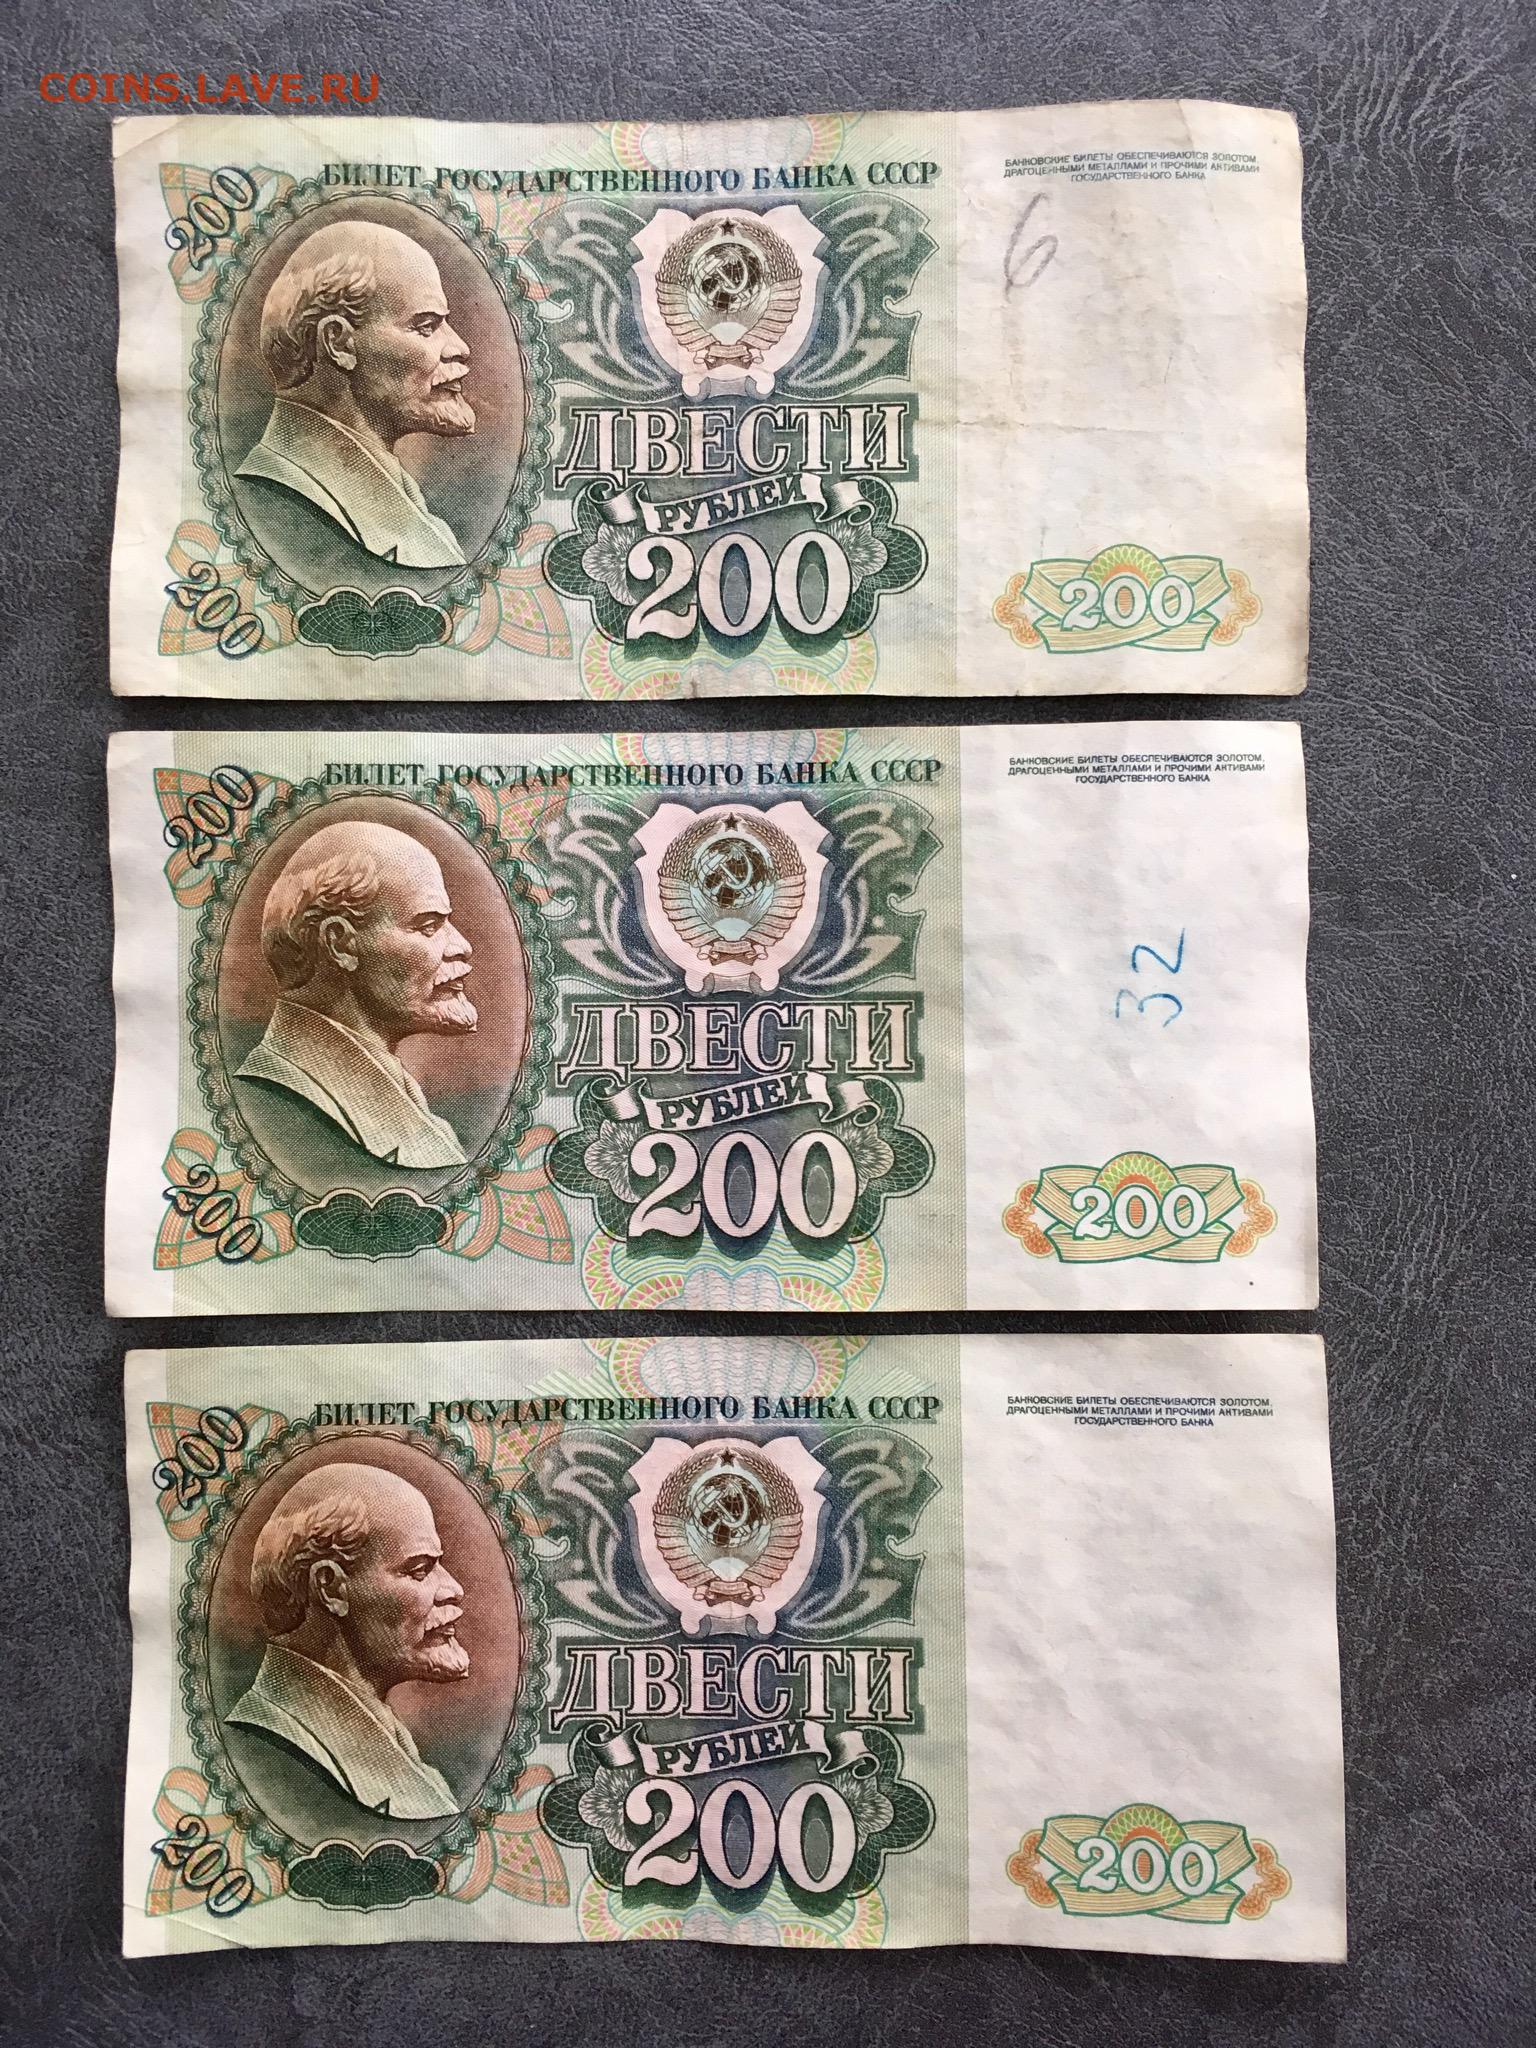 COINS.LAVE.RU
БИЛЕТ ГОСУДАРСТВЕННОГО БАНКА СССР
БАНКОВСКИЕ БИЛЕТЫ ОБЕСПЕЧИВАЮТСЯ ЗОЛОТОМ,
ДРАГОЦЕННЫМИ МЕТАЛЛАМИ И ПРОЧИМИ АКТИВАМИ
ГОСУДАРСТВЕННОГО БАНКА
200
6
ДВЕСТИ
РУБЛЕЙ
200
200
200
БИЛЕТ ГОСУДАРСТВЕННОГО БАНКА СССР
БАНКОВСКИЕ БИЛЕТЫ ОБЕСПЕЧИВАЮТСЯ ЗОЛОТОМ,
ДРАГОЦЕННЫМИ МЕТАЛЛАМИ И ПРОЧИМИ АКТИВАМИ
ГОСУДАРСТВЕННОГО БАНКА
200
32
ДВЕСТИ
РУБЛЕЙ
200
200
200
БИЛЕТ ГОСУДАРСТВЕННОГО БАНКА СССР
БАНКОВСКИЕ БИЛЕТЫ ОБЕСПЕЧИВАЮТСЯ ЗОЛОТОМ,
ДРАГОЦЕННЫМИ МЕТАЛЛАМИ И ПРОЧИМИ АКТИВАМИ
ГОСУДАРСТВЕННОГО БАНКА
200
ДВЕСТИ
РУБЛЕЙ
200
200
200